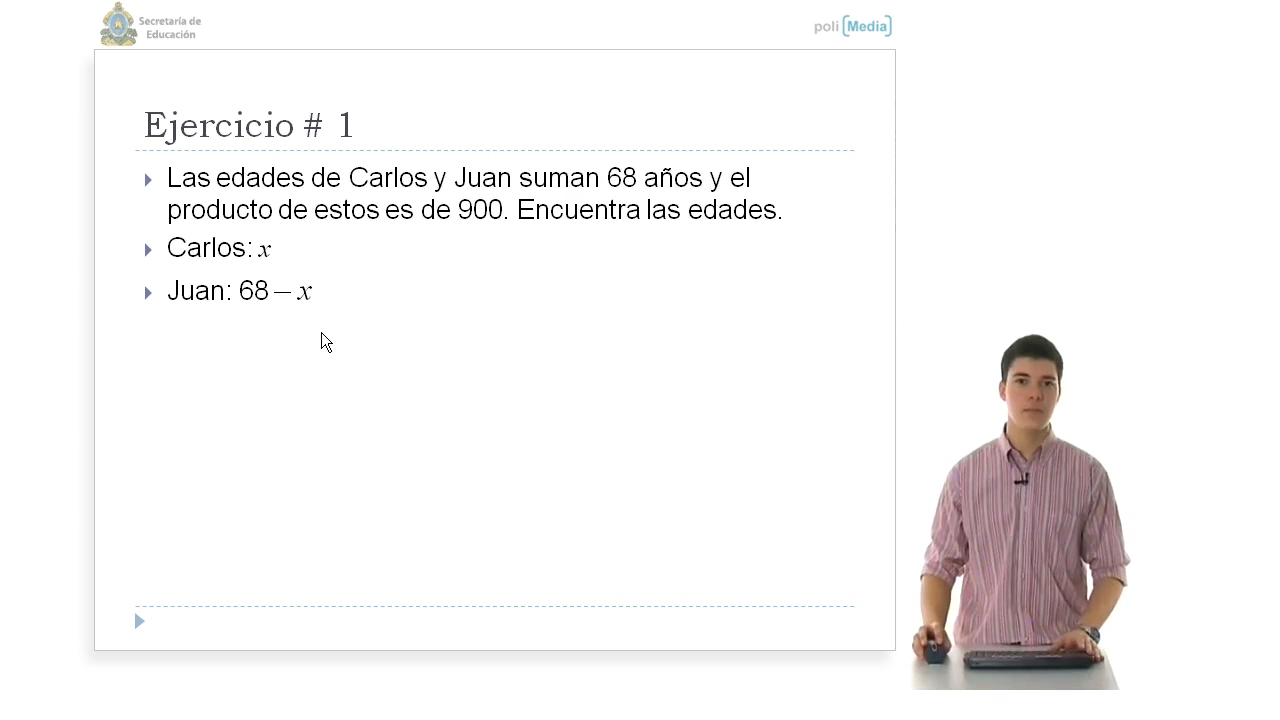 Secretaría de
Educación
poli [Media]
Ejercicio # 1
Las edades de Carlos y Juan suman 68 años y el
producto de estos es de 900. Encuentra las edades.
Carlos: x
Juan: 68 − x